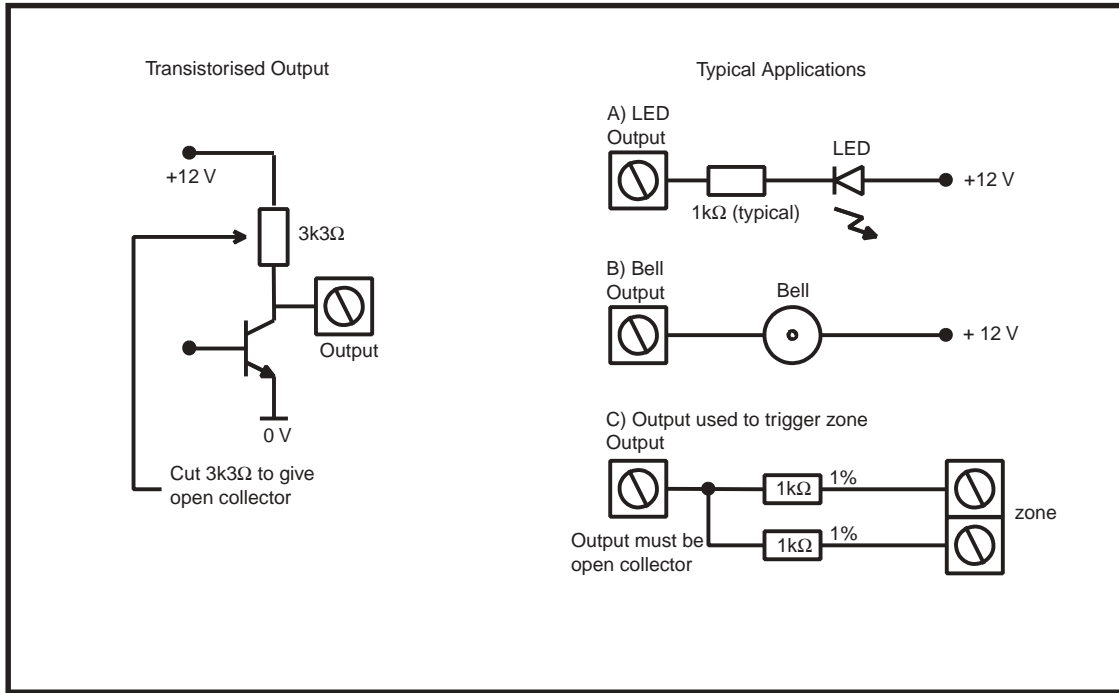 Transistorised Output
+12 V
3k3Ω
Output
0 V
Cut 3k3Ω to give
open collector
Typical Applications
A) LED
Output
LED
+12 V
1kΩ (typical)
B) Bell
Output
Bell
+ 12 V
C) Output used to trigger zone
Output
1kΩ
1%
zone
1kΩ
1%
Output must be
open collector